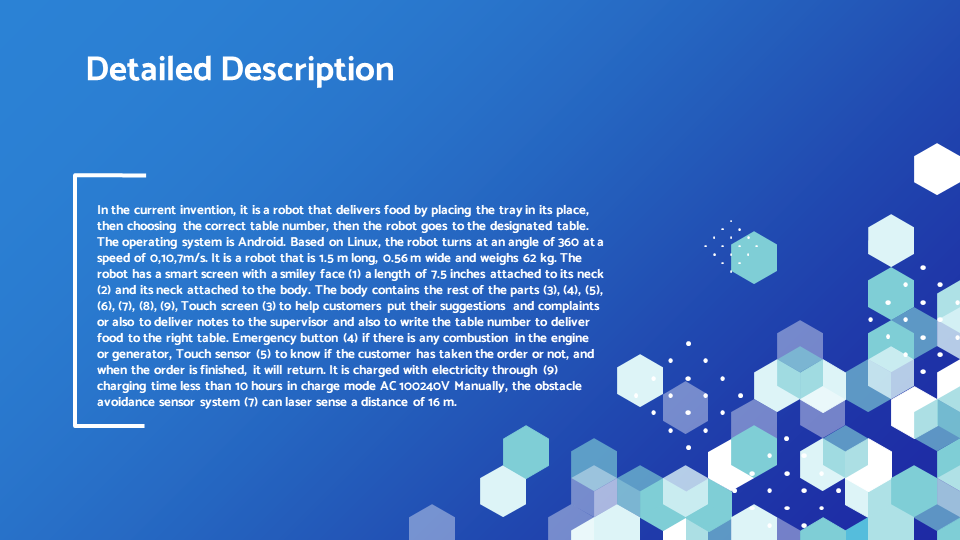 Detailed Description
In the current invention, it is a robot that delivers food by placing the tray in its place,
then choosing the correct table number, then the robot goes to the designated table.
The operating system is Android. Based on Linux, the robot turns at an angle of 360 at a
speed of 0,10,7m/s. It is a robot that is 1.5 m long, 0.56 m wide and weighs 62 kg. The
robot has a smart screen with a smiley face (1) a length of 7.5 inches attached to its neck
(2) and its neck attached to the body. The body contains the rest of the parts (3), (4), (5),
(6), (7), (8), (9), Touch screen (3) to help customers put their suggestions and complaints
or also to deliver notes to the supervisor and also to write the table number to deliver
food to the right table. Emergency button (4) if there is any combustion in the engine
or generator, Touch sensor (5) to know if the customer has taken the order or not, and
when the order is finished, it will return. It is charged with electricity through (9)
charging time less than 10 hours in charge mode AC 100240V Manually, the obstacle
avoidance sensor system (7) can laser sense a distance of 16 m.